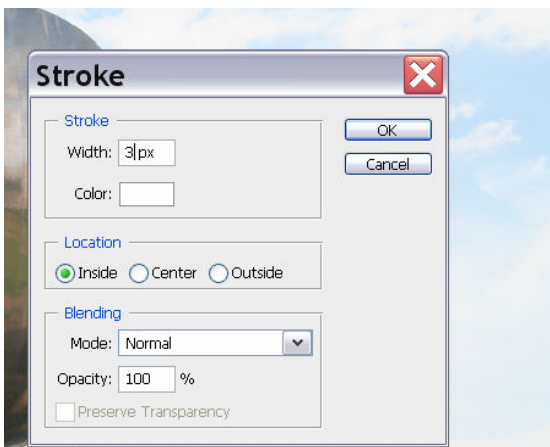 Stroke
Stroke
Width: 3 px
Color:
OK
Cancel
Location
Inside Center Outside
Blending
Mode: Normal
Opacity: 100 %
Preserve Transparency